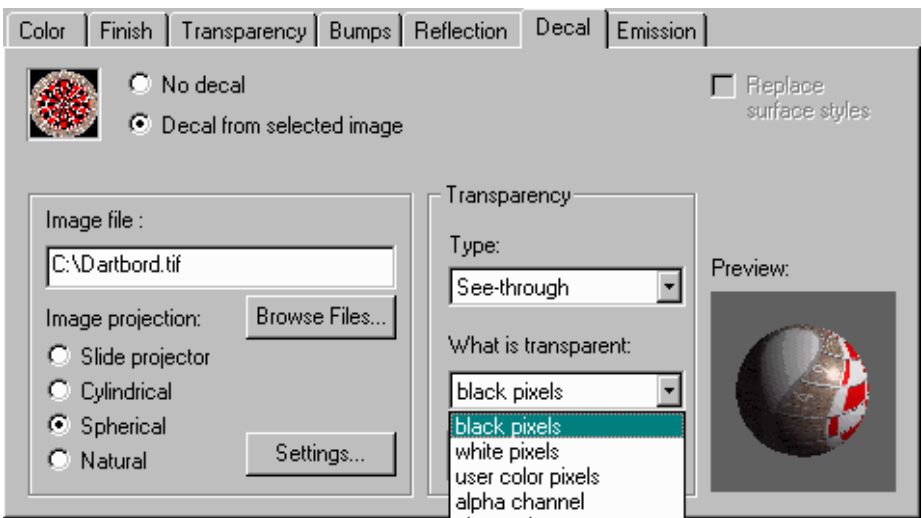 Color Finish Transparency Bumps Reflection Decal Emission
No decal
Decal from selected image
Replace
surface styles
Image file :
C:\Dartbord.tif
Browse Files...
Image projection:
Slide projector
Cylindrical
Spherical
Natural
Settings...
Transparency
Type:
See-through
What is transparent:
black pixels
black pixels
white pixels
user color pixels
alpha channel
Preview: